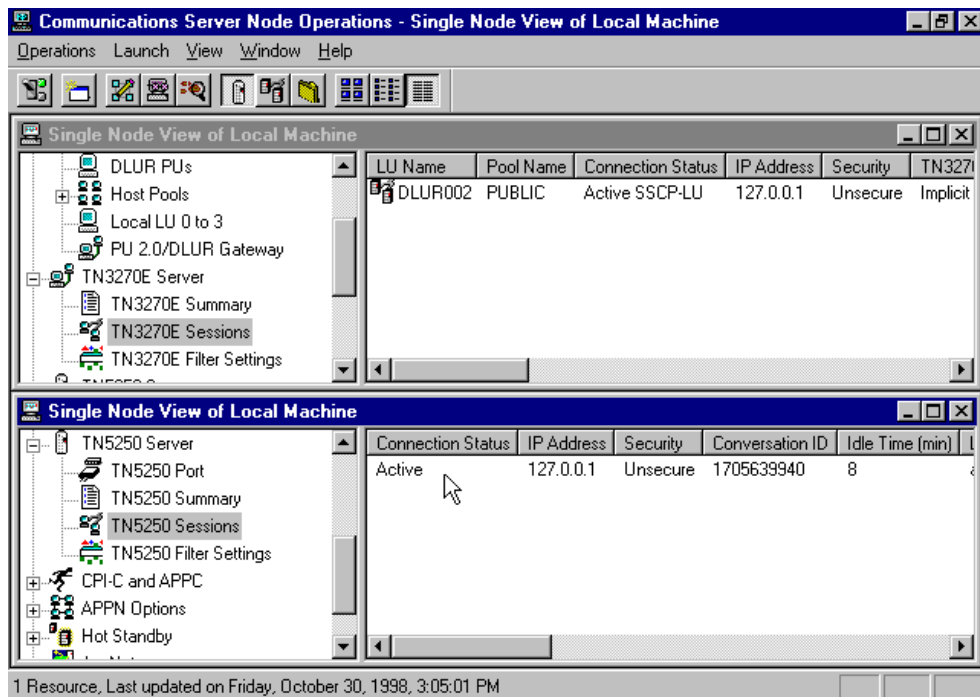 Communications Server Node Operations - Single Node View of Local Machine
Operations Launch View Window Help
Single Node View of Local Machine
DLUR PUs
Host Pools
Local LU 0 to 3
PU 2.0/DLUR Gateway
TN3270E Server
TN3270E Summary
TN3270E Sessions
TN3270E Filter Settings
LU Name Pool Name Connection Status IP Address Security TN327
DLUR002 PUBLIC Active SSCP-LU 127.0.0.1 Unsecure Implicit
Single Node View of Local Machine
TN5250 Server
TN5250 Port
TN5250 Summary
TN5250 Sessions
TN5250 Filter Settings
CPI-C and APPC
APPN Options
Hot Standby
Connection Status IP Address Security Conversation ID Idle Time (min)
Active 127.0.0.1 Unsecure 1705639940 8
1 Resource, Last updated on Friday, October 30, 1998, 3:05:01 PM